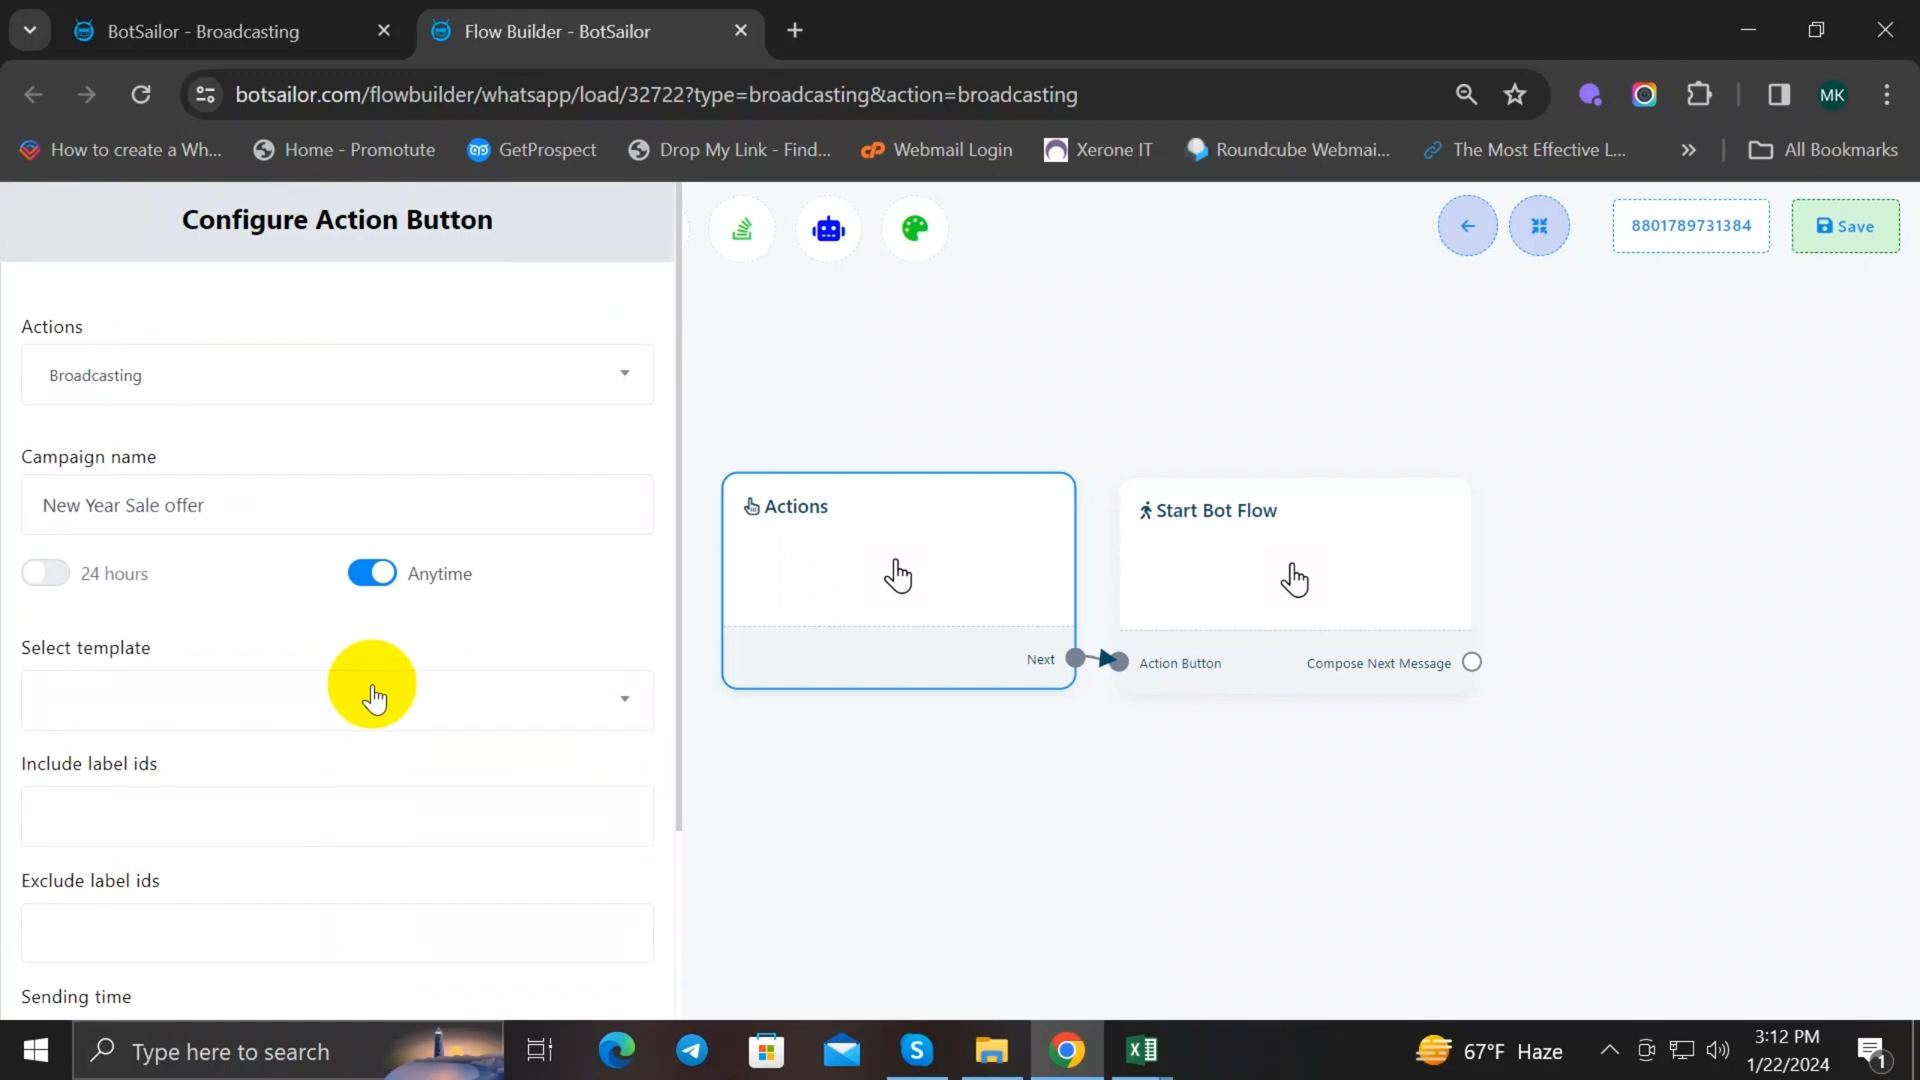 BotSailor - Broadcasting
Flow Builder - BotSailor
botsailor.com/flowbuilder/whatsapp/load/32722?type=broadcasting&action=broadcasting
MK
How to create a Wh...
Home - Promotute
GetProspect
Drop My Link - Find...
Webmail Login
Xerone IT
Roundcube Webmai...
The Most Effective L...
All Bookmarks
Configure Action Button
8801789731384
Save
Actions
Broadcasting
Campaign name
New Year Sale offer
24 hours
Anytime
Select template
Include label ids
Exclude label ids
Sending time
Actions
Next
Start Bot Flow
Action Button
Compose Next Message
Type here to search
67°F Haze
3:12 PM
1/22/2024
1